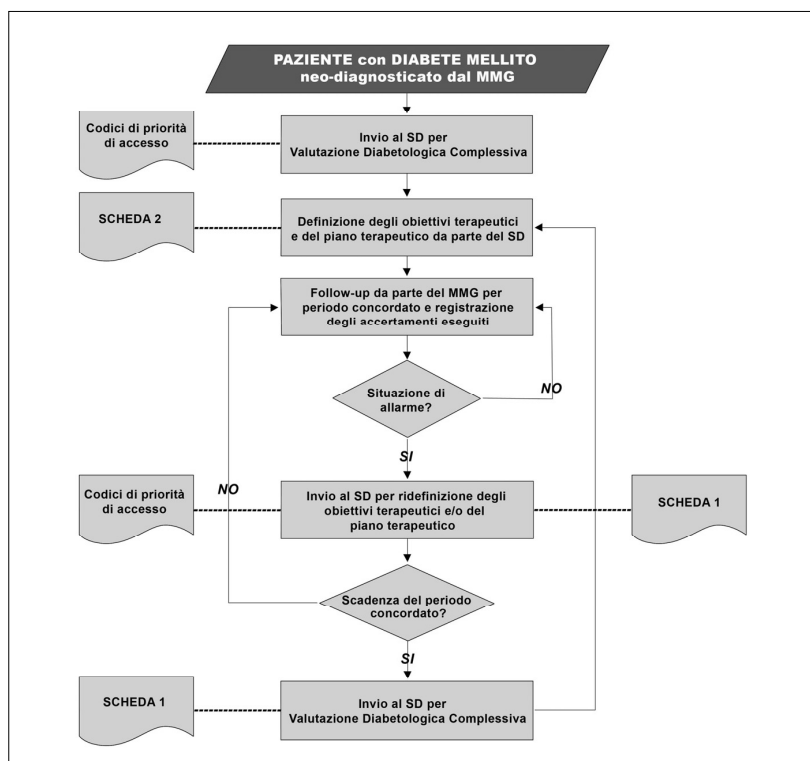 PAZIENTE con DIABETE MELLITO
neo-diagnosticato dal MMG
Codici di priorità
di accesso
Invio al SD per
Valutazione Diabetologica Complessiva
SCHEDA 2
Definizione degli obiettivi terapeutici
e del piano terapeutico da parte del SD
Follow-up da parte del MMG per
periodo concordato e registrazione
degli accertamenti eseguiti
Situazione di
allarme?
NO
SI
Codici di priorità
di accesso
NO
Invio al SD per ridefinizione degli
obiettivi terapeutici e/o del
piano terapeutico
SCHEDA 1
Scadenza del periodo
concordato?
SI
SCHEDA 1
Invio al SD per
Valutazione Diabetologica Complessiva